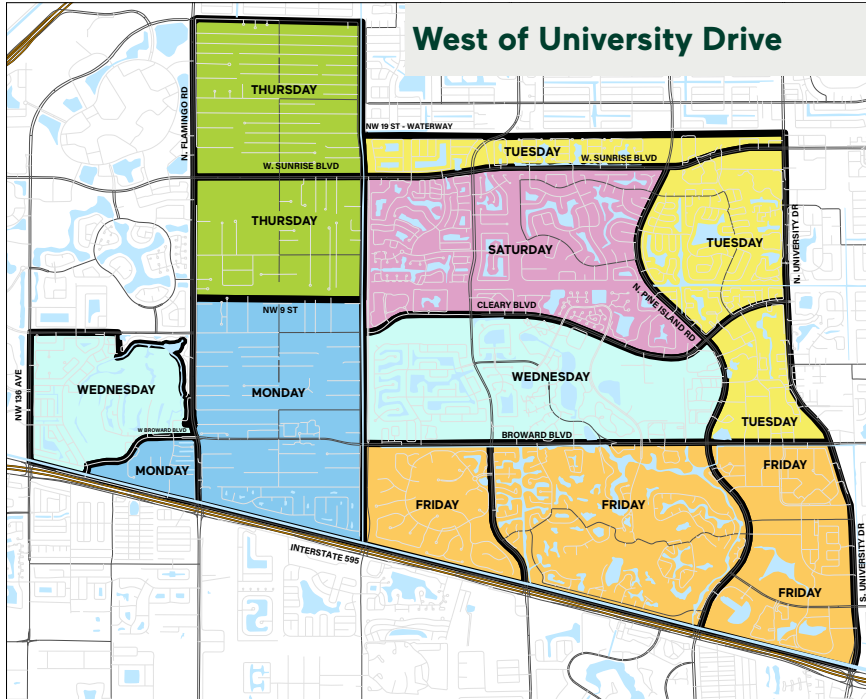 West of University Drive
THURSDAY
N. FLAMINGO RD
NW 19 ST - WATERWAY
TUESDAY
W. SUNRISE BLVD
W. SUNRISE BLVD
THURSDAY
SATURDAY
TUESDAY
N. UNIVERSITY DR
CLEARY BLVD
N. PINE ISLAND RD
NW 9 ST
NW 136 AVE
WEDNESDAY
MONDAY
WEDNESDAY
TUESDAY
W BROWARD BLVD
BROWARD BLVD
MONDAY
FRIDAY
FRIDAY
FRIDAY
INTERSTATE 595
S. UNIVERSITY DR
FRIDAY